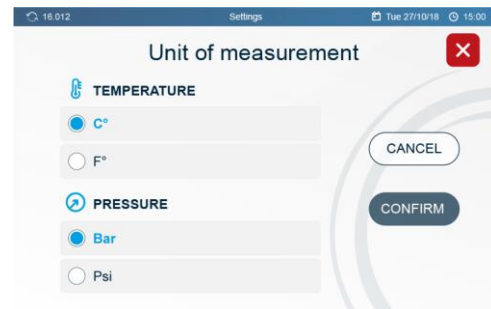 16.012 Settings Tue 27/10/18 15:00
Unit of measurement
TEMPERATURE
C°
F°
CANCEL
PRESSURE
CONFIRM
Bar
Psi